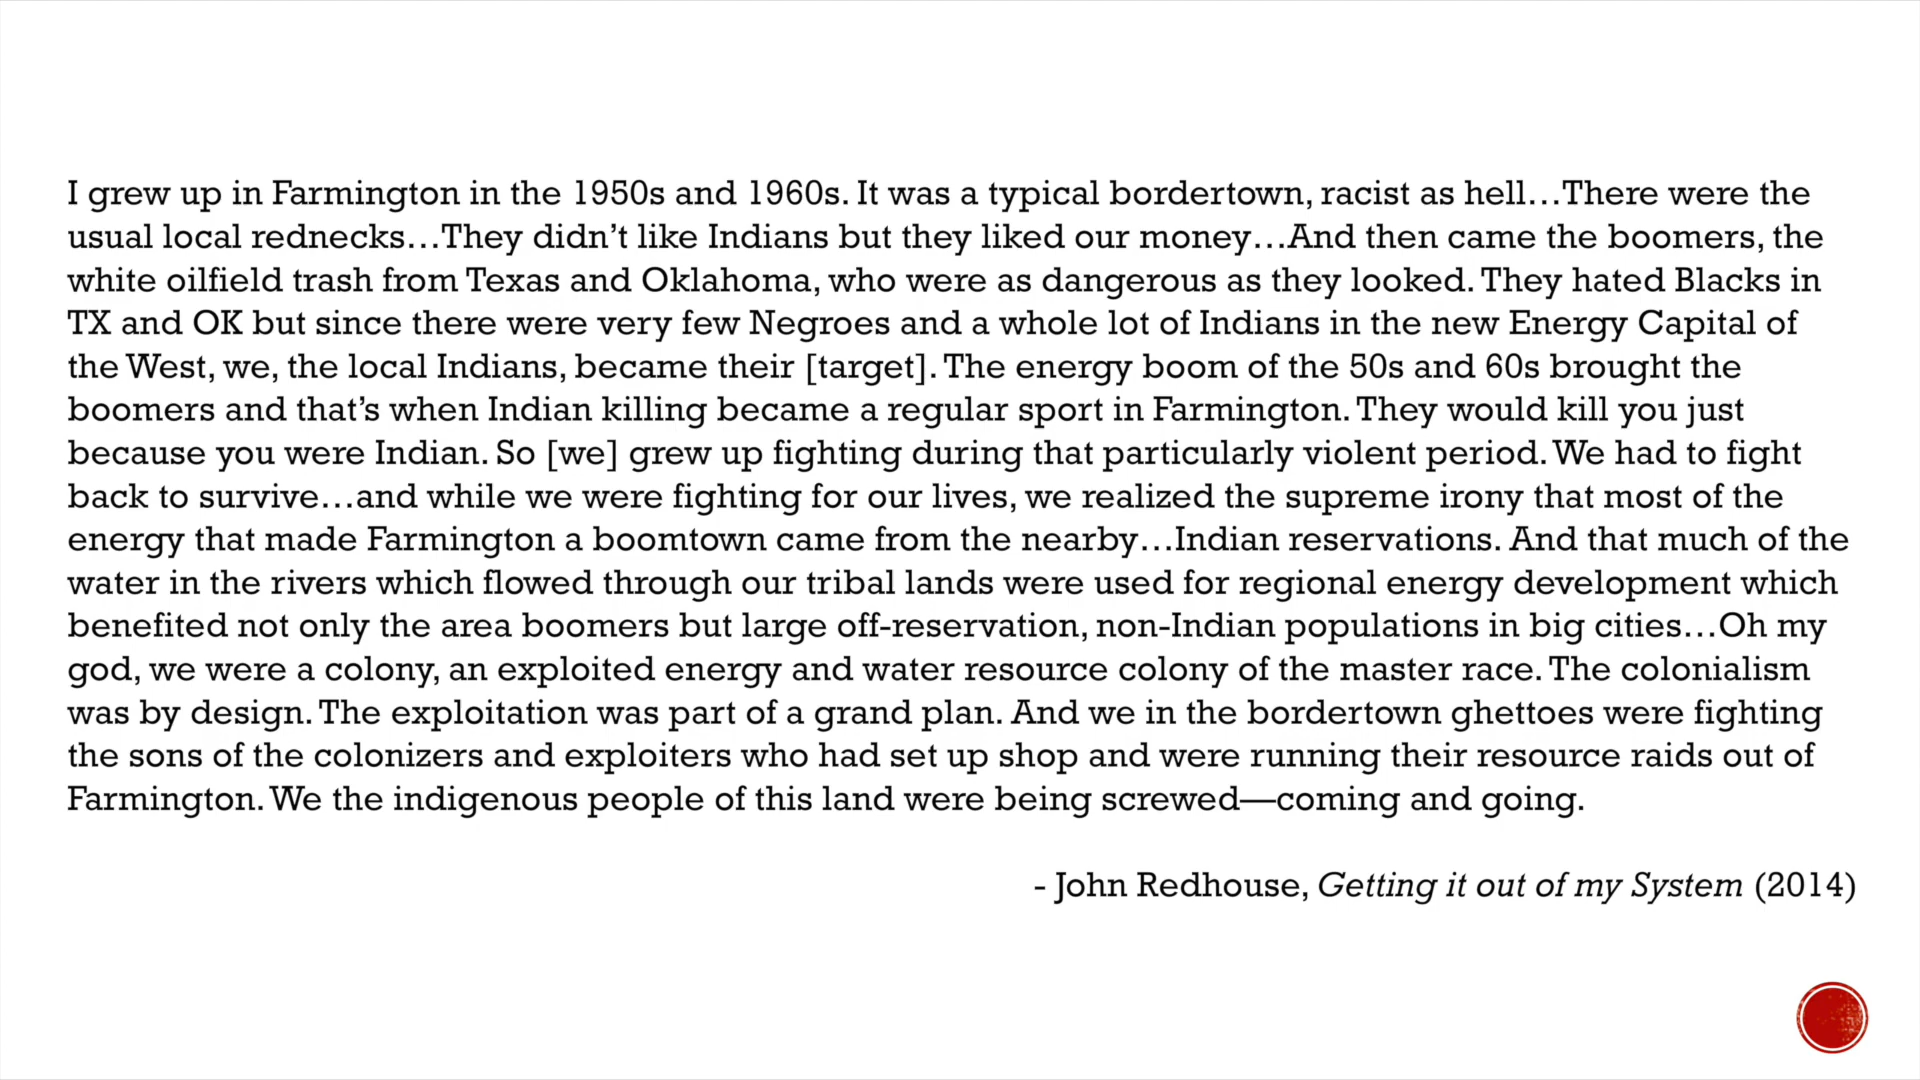 I grew up in Farmington in the 1950s and 1960s. It was a typical bordertown, racist as hell…There were the
usual local rednecks…They didn’t like Indians but they liked our money…And then came the boomers, the
white oilfield trash from Texas and Oklahoma, who were as dangerous as they looked. They hated Blacks in
TX and OK but since there were very few Negroes and a whole lot of Indians in the new Energy Capital of
the West, we, the local Indians, became their [target]. The energy boom of the 50s and 60s brought the
boomers and that’s when Indian killing became a regular sport in Farmington. They would kill you just
because you were Indian. So [we] grew up fighting during that particularly violent period. We had to fight
back to survive…and while we were fighting for our lives, we realized the supreme irony that most of the
energy that made Farmington a boomtown came from the nearby…Indian reservations. And that much of the
water in the rivers which flowed through our tribal lands were used for regional energy development which
benefited not only the area boomers but large off-reservation, non-Indian populations in big cities…Oh my
god, we were a colony, an exploited energy and water resource colony of the master race. The colonialism
was by design. The exploitation was part of a grand plan. And we in the bordertown ghettoes were fighting
the sons of the colonizers and exploiters who had set up shop and were running their resource raids out of
Farmington. We the indigenous people of this land were being screwed—coming and going.
- John Redhouse, Getting it out of my System (2014)